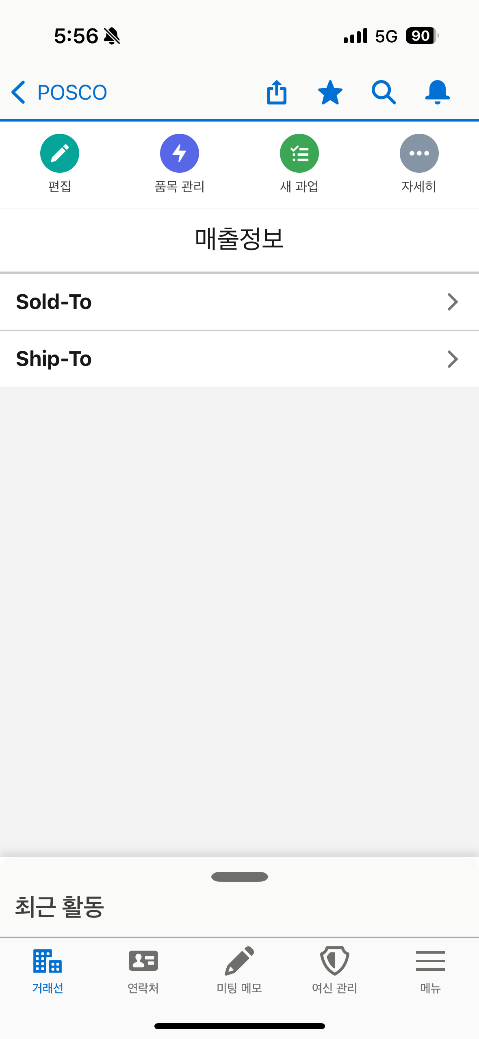 5:56
5G
90
POSCO
편집
품목 관리
새 과업
자세히
매출정보
Sold-To
Ship-To
최근 활동
거래선
연락처
미팅 메모
여신 관리
메뉴